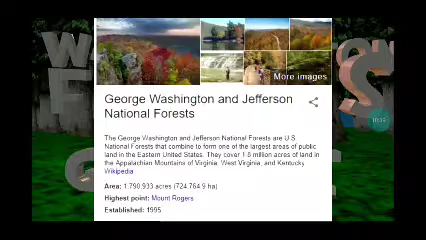 More images
George Washington and Jefferson
National Forests
The George Washington and Jefferson National Forests are U.S.
National Forests that combine to form one of the largest areas of public
land in the Eastern United States. They cover 1.8 million acres of land in
the Appalachian Mountains of Virginia, West Virginia, and Kentucky.
Wikipedia
Area: 1,790,933 acres (724,764.9 ha)
Highest point: Mount Rogers
Established: 1995